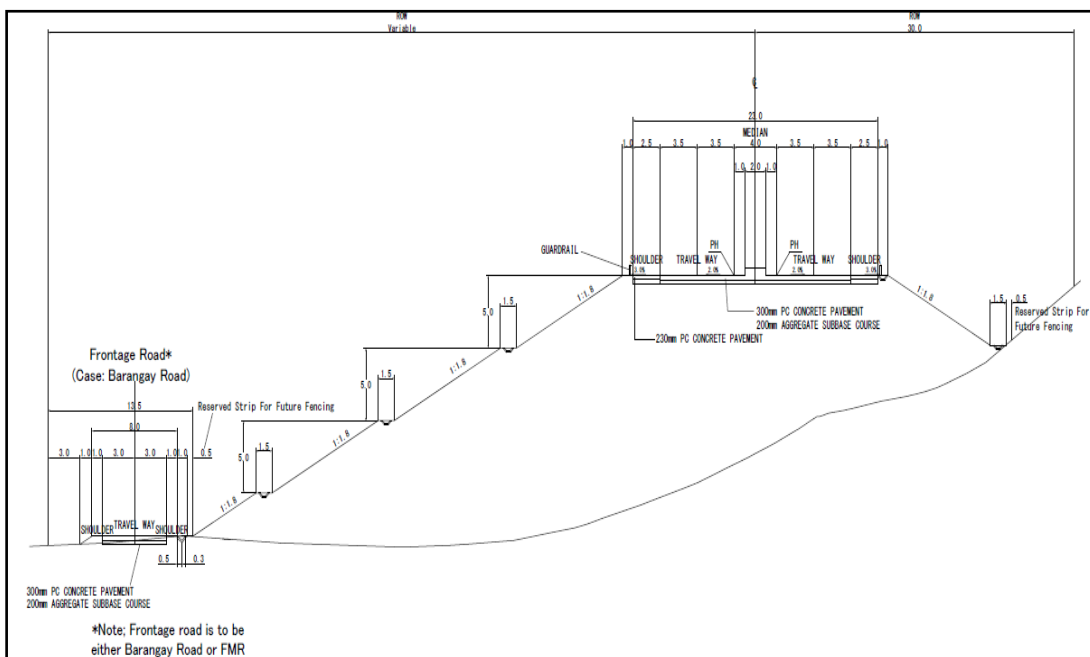 ROW
Variable
ROW
30.0
℄
23.0
MEDIAN
1.0 2.5 3.5 3.5 4.0 3.5 3.5 2.5 1.0
1.0 2.0 1.0
GUARDRAIL
PH
PH
SHOULDER
TRAVEL WAY
TRAVEL WAY
SHOULDER
3.0%
2.0%
2.0%
3.0%
1:1.8
1:1.8
1.5
5.0
1.5
0.5
Reserved Strip For
Future Fencing
300mm PC CONCRETE PAVEMENT
200mm AGGREGATE SUBBASE COURSE
230mm PC CONCRETE PAVEMENT
Frontage Road*
(Case: Barangay Road)
1:1.8
1.5
5.0
13.5
Reserved Strip For Future Fencing
8.0
1:1.8
1.5
5.0
3.0 1.0 1.0 3.0 3.0 1.0 1.0 0.5
1:1.8
SHOULDER
TRAVEL WAY
SHOULDER
0.5
0.3
300mm PC CONCRETE PAVEMENT
200mm AGGREGATE SUBBASE COURSE
*Note; Frontage road is to be
either Barangay Road or FMR